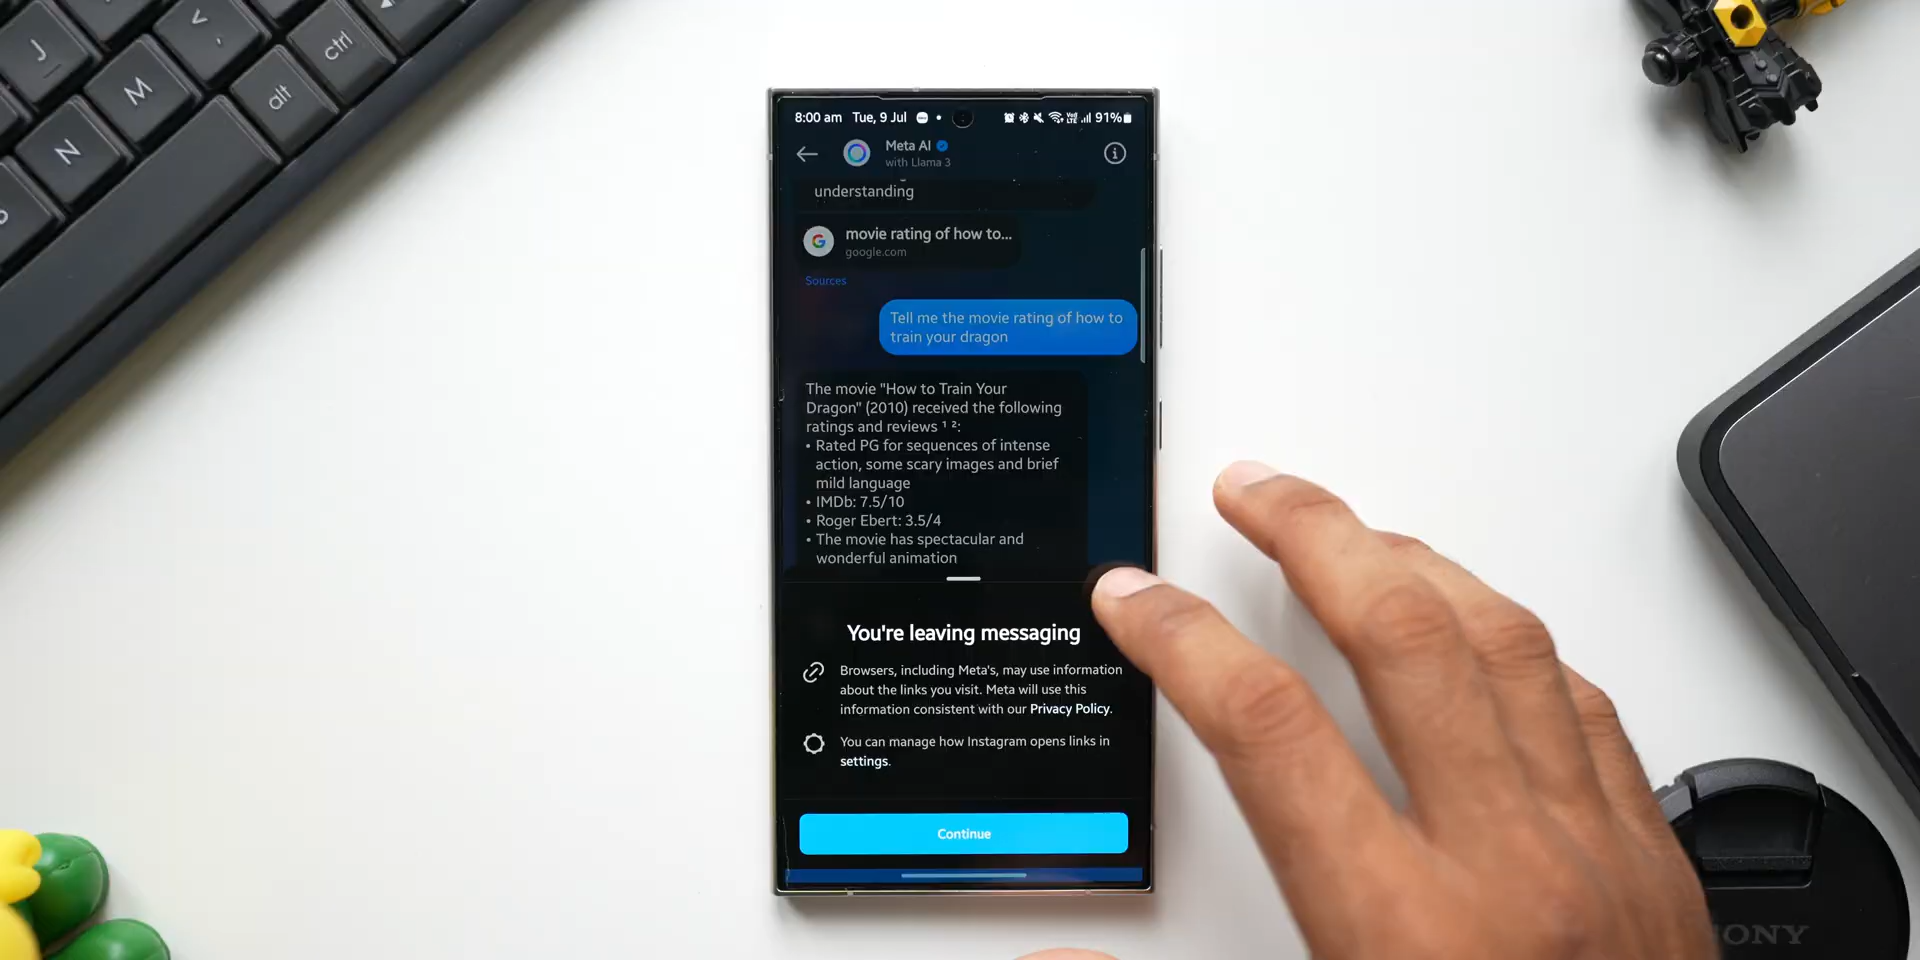 J
M
N
alt
ctrl
8:00 am Tue, 9 Jul
91%
Meta AI
with Llama 3
understanding
G
movie rating of how to...
google.com
Sources
Tell me the movie rating of how to
train your dragon
The movie "How to Train Your
Dragon" (2010) received the following
ratings and reviews ¹ ²:
• Rated PG for sequences of intense
action, some scary images and brief
mild language
• IMDb: 7.5/10
• Roger Ebert: 3.5/4
• The movie has spectacular and
wonderful animation
You're leaving messaging
Browsers, including Meta's, may use information
about the links you visit. Meta will use this
information consistent with our Privacy Policy.
You can manage how Instagram opens links in
settings.
Continue
SONY